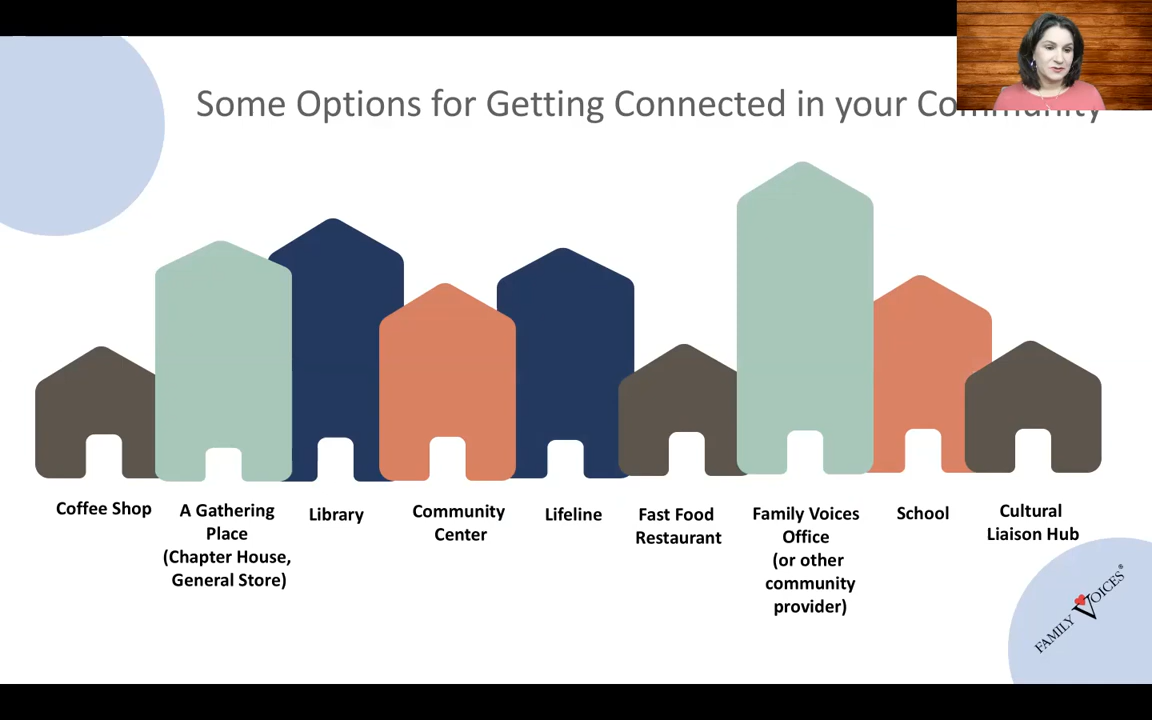 Some Options for Getting Connected in your Community
Coffee Shop
A Gathering
Place
(Chapter House,
General Store)
Library
Community
Center
Lifeline
Fast Food
Restaurant
Family Voices
Office
(or other
community
provider)
School
Cultural
Liaison Hub
FAMILY VOICES®